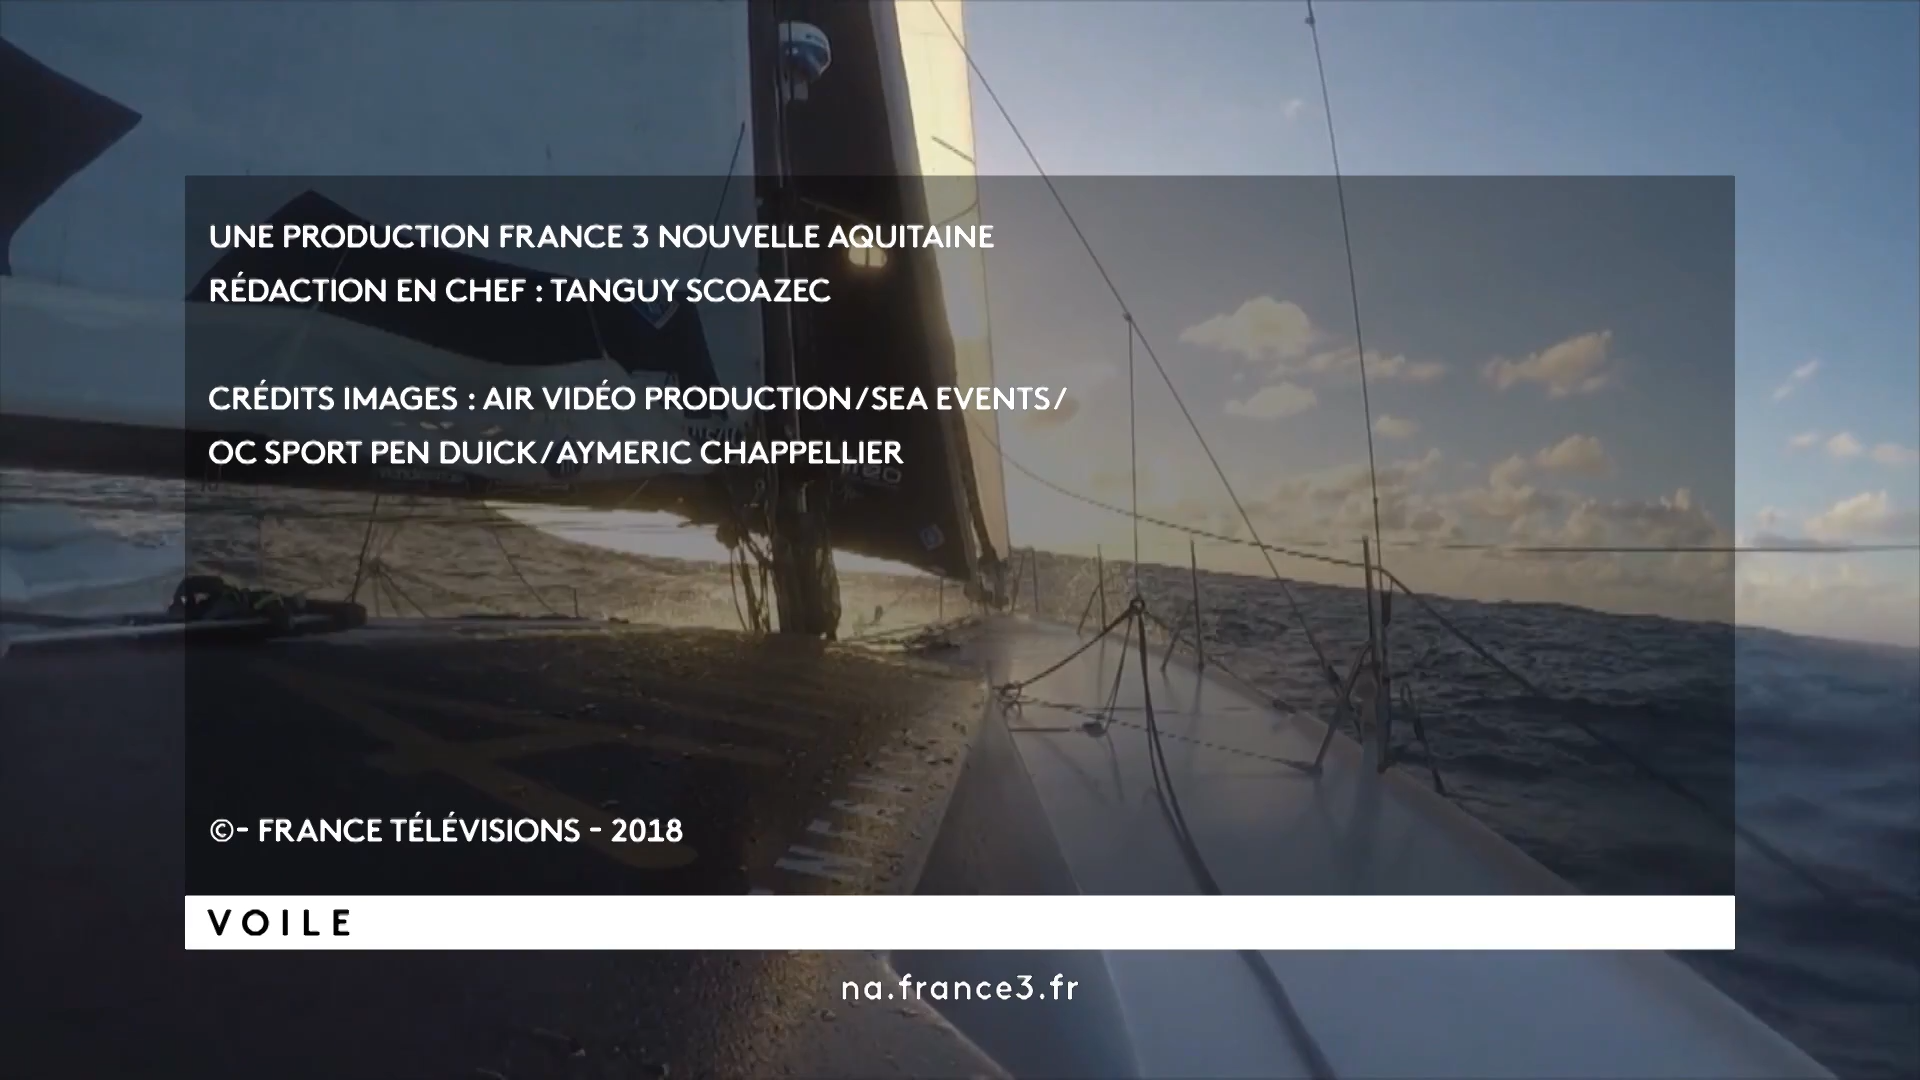 UNE PRODUCTION FRANCE 3 NOUVELLE AQUITAINE
RÉDACTION EN CHEF : TANGUY SCOAZEC
CRÉDITS IMAGES : AIR VIDÉO PRODUCTION/SEA EVENTS/
OC SPORT PEN DUICK/AYMERIC CHAPPELLIER
©- FRANCE TÉLÉVISIONS - 2018
VOILE
na.france3.fr